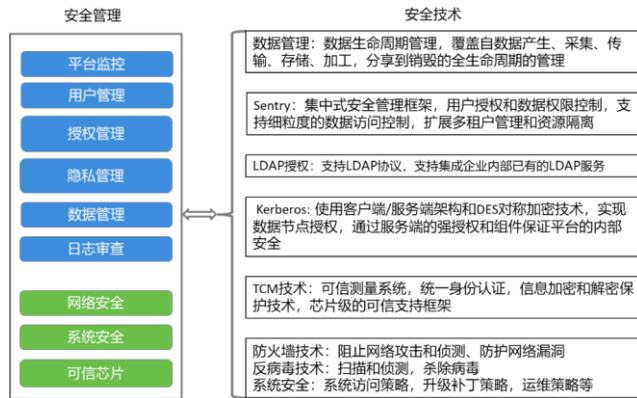 安全管理
安全技术
平台监控
用户管理
授权管理
隐私管理
数据管理
日志审查
网络安全
系统安全
可信芯片
数据管理：数据生命周期管理，覆盖自数据产生、采集、传
输、存储、加工，分享到销毁的全生命周期的管理
Sentry：集中式安全管理框架，用户授权和数据权限控制，支
持细粒度的数据访问控制，扩展多租户管理和资源隔离
LDAP授权：支持LDAP协议，支持集成企业内部已有的LDAP服务
Kerberos: 使用客户端/服务端架构和DES对称加密技术，实现
数据节点授权，通过服务端的强授权和组件保证平台的内部
安全
TCM技术：可信测量系统，统一身份认证，信息加密和解密保
护技术，芯片级的可信支持框架
防火墙技术：阻止网络攻击和侦测、防护网络漏洞
反病毒技术：扫描和侦测，杀除病毒
系统安全：系统访问策略，升级补丁策略，运维策略等